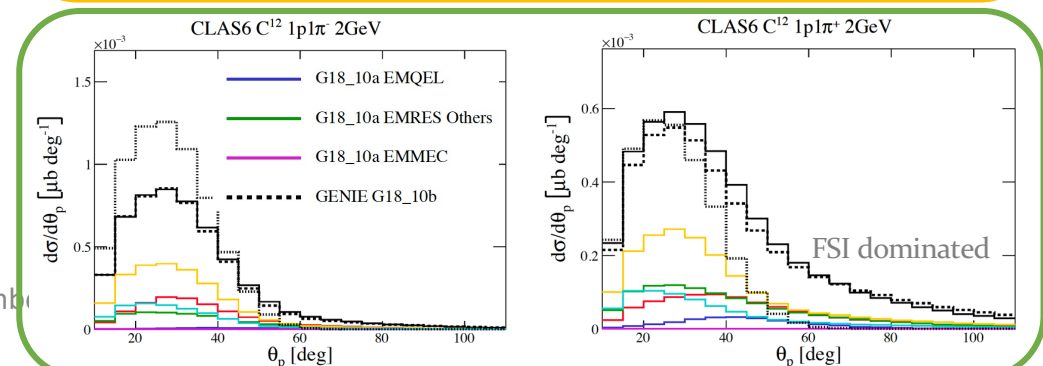 CLAS6 C¹² 1p1π⁻ 2GeV
×10⁻³
1.5
1
0.5
0
dσ/dθₚ [μb deg⁻¹]
G18_10a EMQEL
G18_10a EMRES Others
G18_10a EMMEC
GENIE G18_10b
20 40 60 80 100
θₚ [deg]
CLAS6 C¹² 1p1π⁺ 2GeV
×10⁻³
0.6
0.4
0.2
0
dσ/dθₚ [μb deg⁻¹]
FSI dominated
20 40 60 80 100
θₚ [deg]